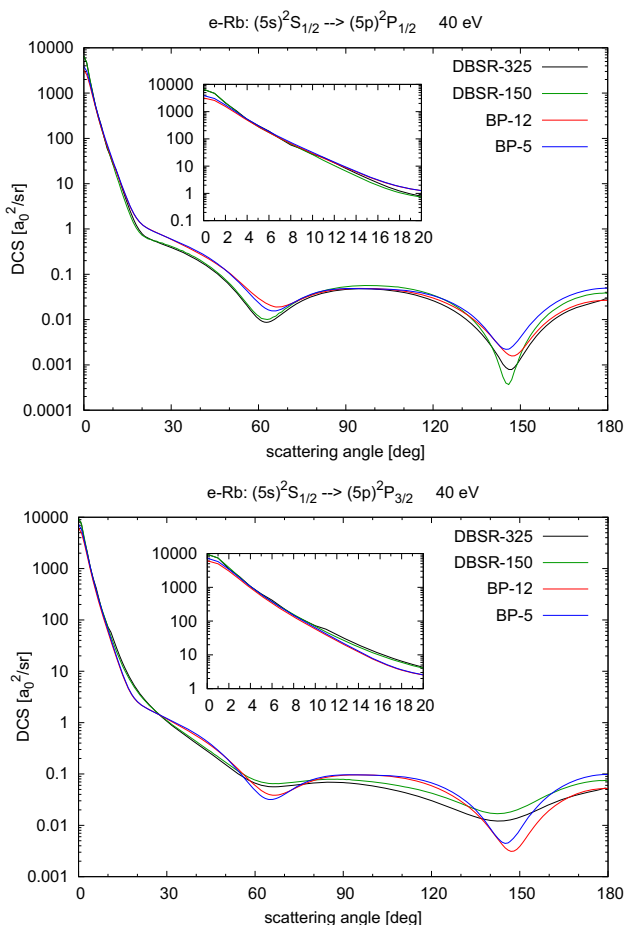 e-Rb: (5s)²S₁/₂ --> (5p)²P₁/₂ 40 eV
DBSR-325
DBSR-150
BP-12
BP-5
DCS [a₀²/sr]
10000
1000
100
10
1
0.1
0.01
0.001
0.0001
10000
1000
100
10
1
0.1
0 2 4 6 8 10 12 14 16 18 20
0 30 60 90 120 150 180
scattering angle [deg]
e-Rb: (5s)²S₁/₂ --> (5p)²P₃/₂ 40 eV
DBSR-325
DBSR-150
BP-12
BP-5
DCS [a₀²/sr]
10000
1000
100
10
1
0.1
0.01
0.001
10000
1000
100
10
1
0 2 4 6 8 10 12 14 16 18 20
0 30 60 90 120 150 180
scattering angle [deg]